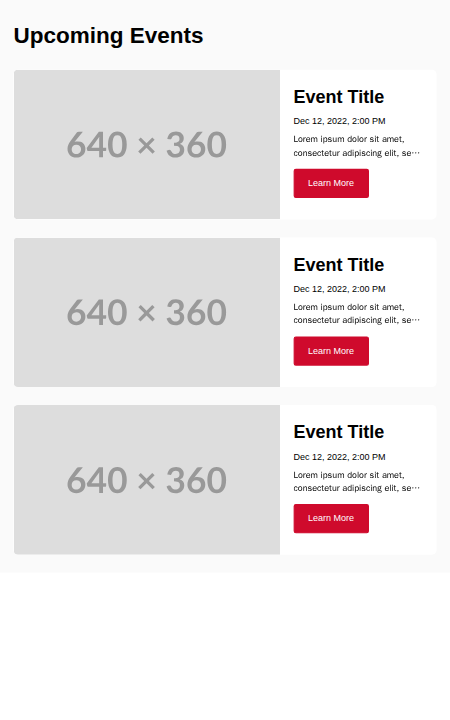 Upcoming Events
640 × 360
Event Title
Dec 12, 2022, 2:00 PM
Lorem ipsum dolor sit amet,
consectetur adipiscing elit, se···
Learn More
640 × 360
Event Title
Dec 12, 2022, 2:00 PM
Lorem ipsum dolor sit amet,
consectetur adipiscing elit, se···
Learn More
640 × 360
Event Title
Dec 12, 2022, 2:00 PM
Lorem ipsum dolor sit amet,
consectetur adipiscing elit, se···
Learn More